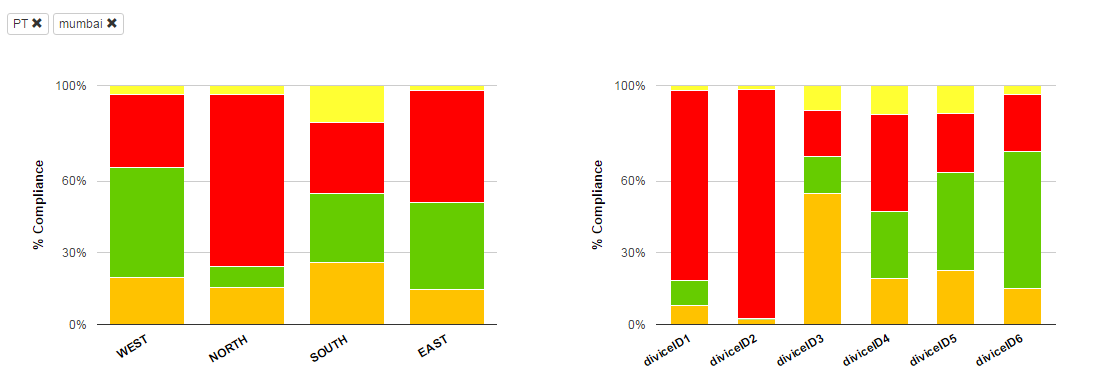 PT ✖ mumbai ✖
100%
60%
30%
0%
% Compliance
WEST NORTH SOUTH EAST
100%
60%
30%
0%
% Compliance
diviceID1 diviceID2 diviceID3 diviceID4 diviceID5 diviceID6